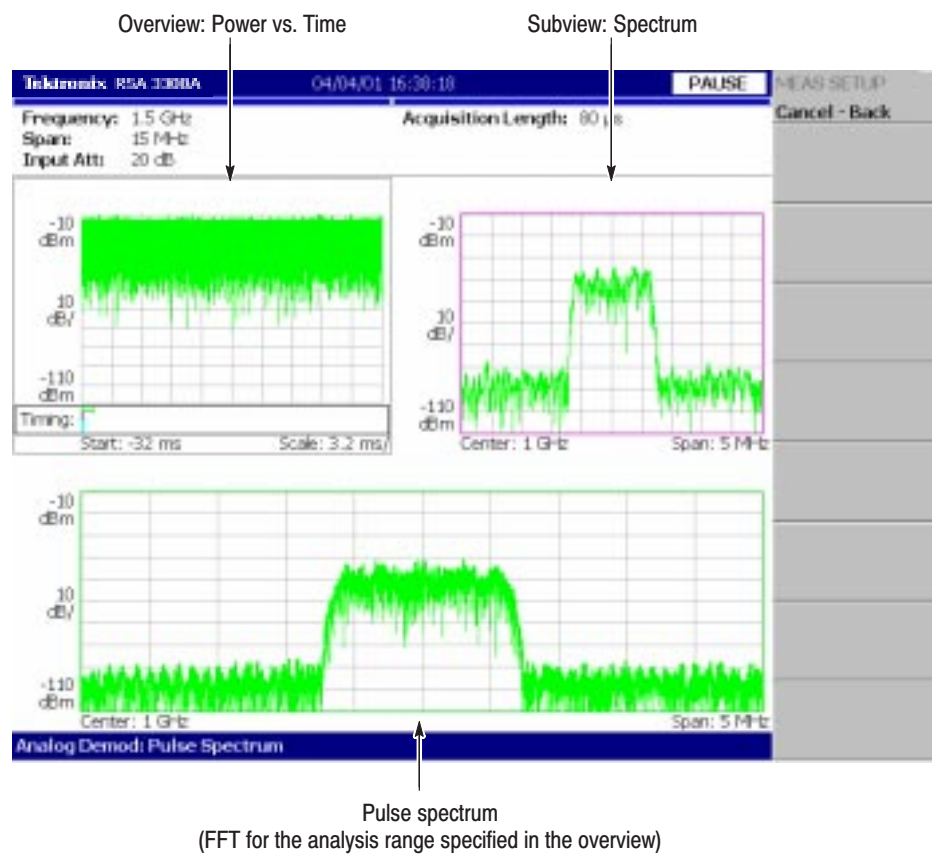 Overview: Power vs. Time
Subview: Spectrum
Tektronix RSA 3308A 04/04/01 16:38:18 PAUSE
MEAS SETUP
Cancel - Back
Frequency: 1.5 GHz
Acquisition Length: 80 µs
Span: 15 MHz
Input Att: 20 dB
-10
dBm
10
dB/
-110
dBm
Timing:
Start: -32 ms
Scale: 3.2 ms/
-10
dBm
10
dB/
-110
dBm
Center: 1 GHz
Span: 5 MHz
-10
dBm
10
dB/
-110
dBm
Center: 1 GHz
Span: 5 MHz
Analog Demod: Pulse Spectrum
Pulse spectrum
(FFT for the analysis range specified in the overview)